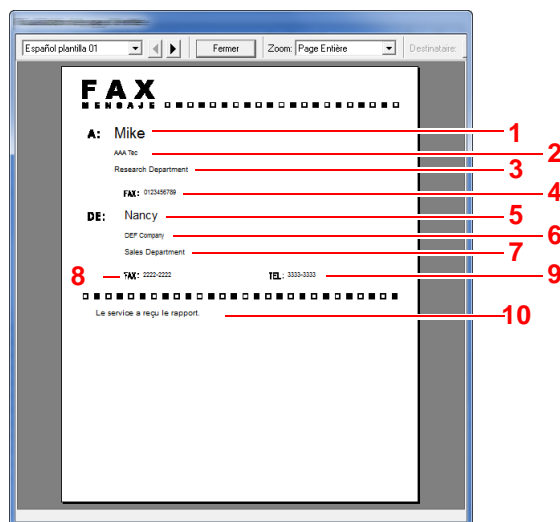 Español plantilla 01 Fermer Zoom: Page Entière Destinataire:
FAX
MENSAJE
A: Mike 1
AAA Tec 2
Research Department 3
FAX: 0123456789 4
DE: Nancy 5
DEF Company 6
Sales Department 7
8 FAX: 2222-2222 TEL: 3333-3333 9
Le service a reçu le rapport. 10